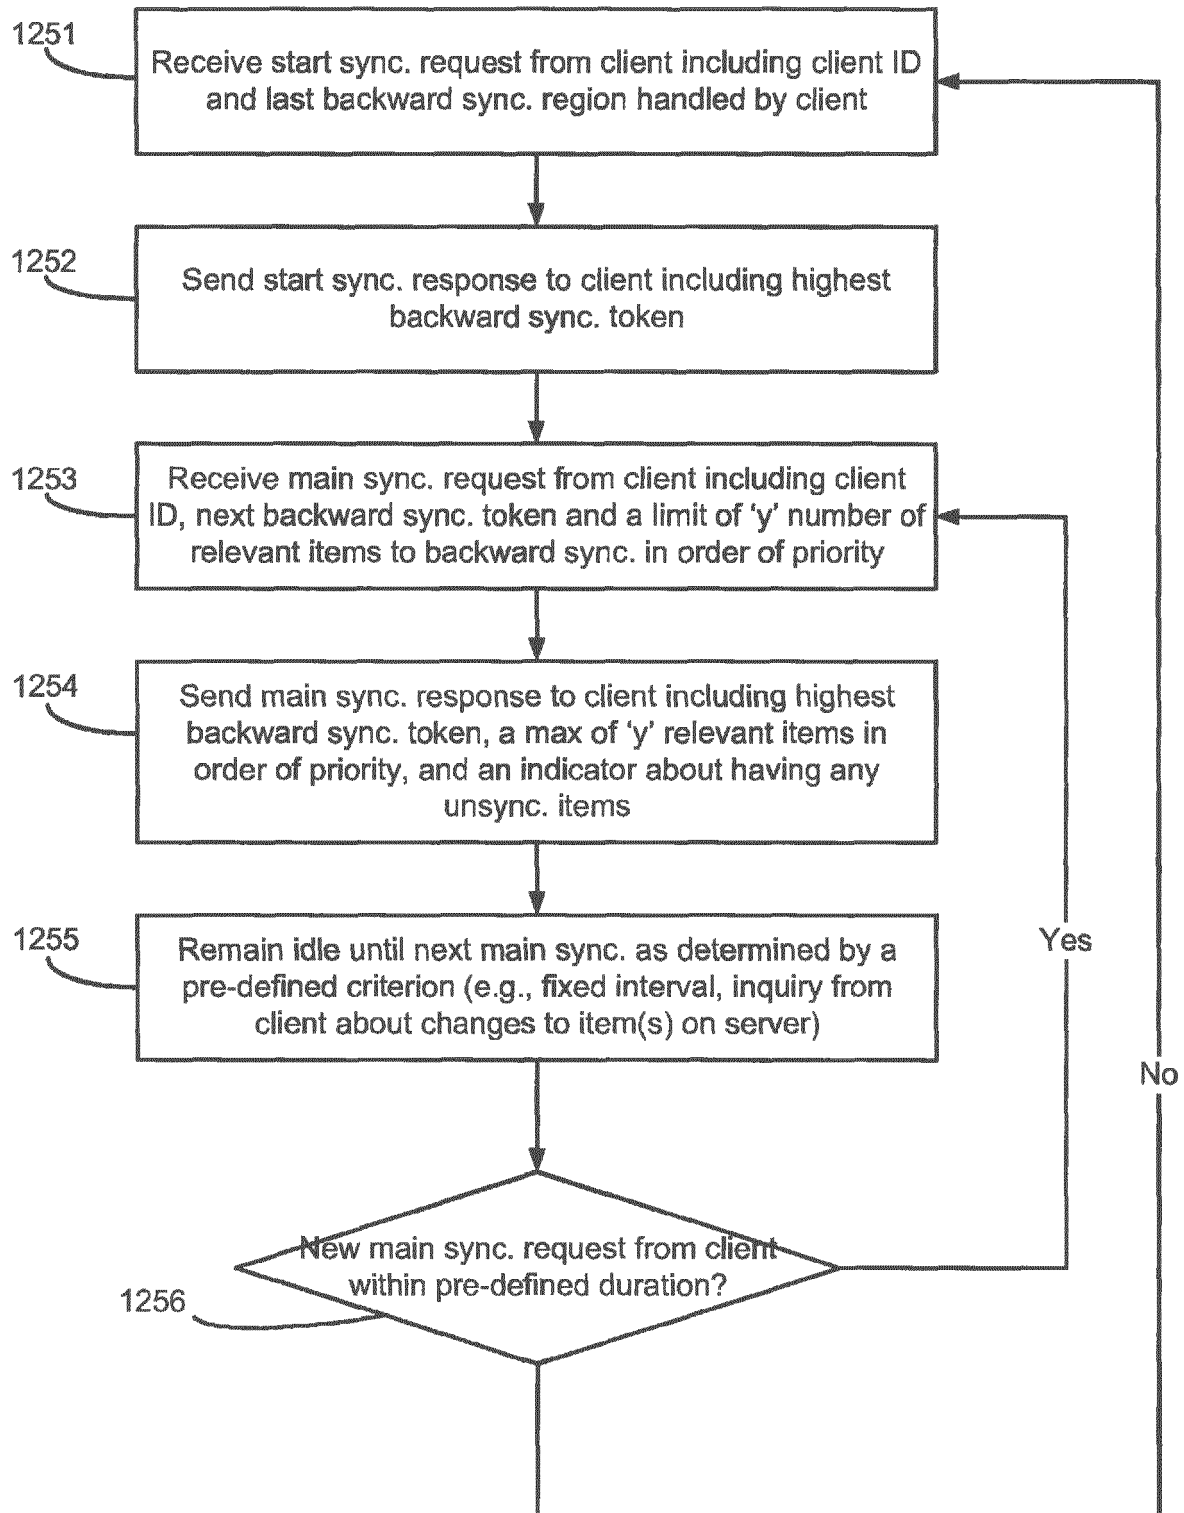 1251
Receive start sync. request from client including client ID
and last backward sync. region handled by client
1252
Send start sync. response to client including highest
backward sync. token
1253
Receive main sync. request from client including client
ID, next backward sync. token and a limit of ‘y’ number of
relevant items to backward sync. in order of priority
1254
Send main sync. response to client including highest
backward sync. token, a max of ‘y’ relevant items in
order of priority, and an indicator about having any
unsync. items
1255
Remain idle until next main sync. as determined by a
pre-defined criterion (e.g., fixed interval, inquiry from
client about changes to item(s) on server)
Yes
No
New main sync. request from client
within pre-defined duration?
1256